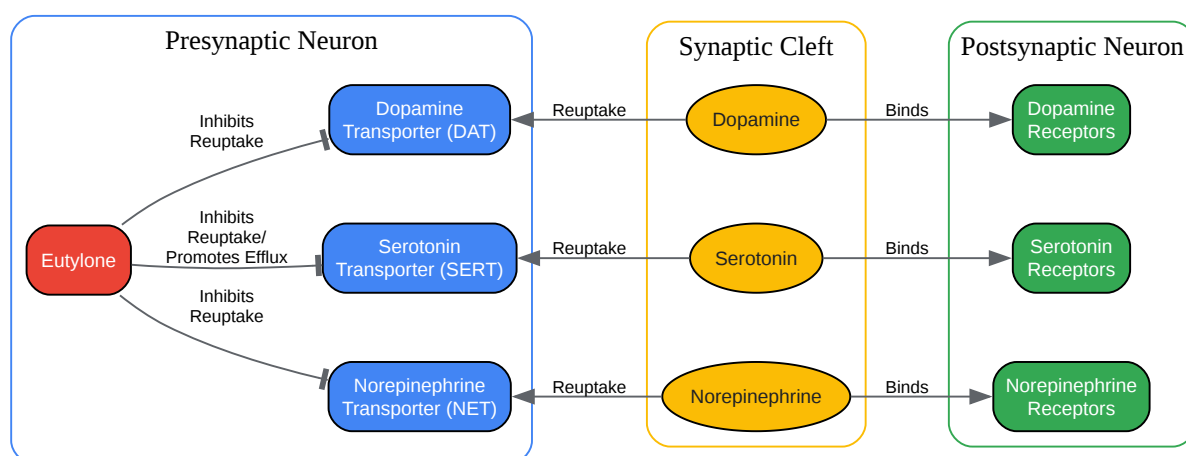 Presynaptic Neuron
Synaptic Cleft
Postsynaptic Neuron
Inhibits
Reuptake
Dopamine
Transporter (DAT)
Reuptake
Dopamine
Binds
Dopamine
Receptors
Eutylone
Inhibits
Reuptake/
Promotes Efflux
Serotonin
Transporter (SERT)
Reuptake
Serotonin
Binds
Serotonin
Receptors
Inhibits
Reuptake
Norepinephrine
Transporter (NET)
Reuptake
Norepinephrine
Binds
Norepinephrine
Receptors